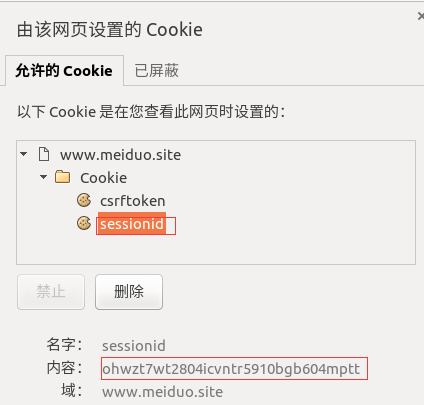 由该网页设置的 Cookie
允许的 Cookie 已屏蔽
以下 Cookie 是在您查看此网页时设置的：
www.meiduo.site
Cookie
csrftoken
sessionid
禁止 删除
名字： sessionid
内容： ohwzt7wt2804icvntr5910bgb604mptt
域： www.meiduo.site